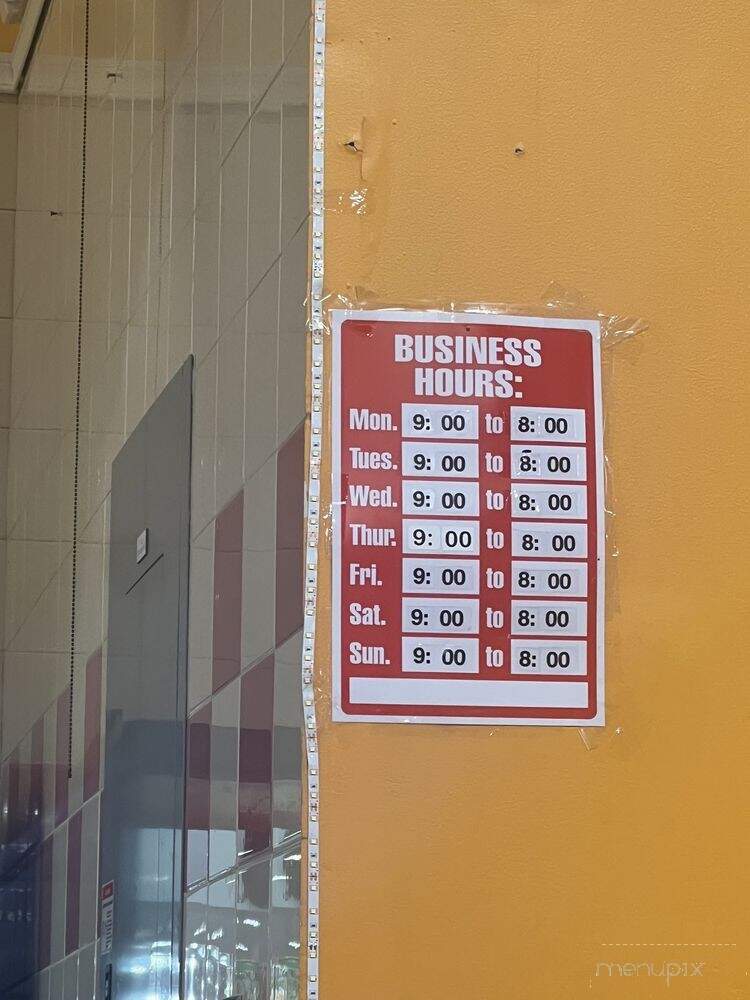 BUSINESS
HOURS:
Mon. 9: 00 to 8: 00
Tues. 9: 00 to 8: 00
Wed. 9: 00 to 8: 00
Thur. 9: 00 to 8: 00
Fri. 9: 00 to 8: 00
Sat. 9: 00 to 8: 00
Sun. 9: 00 to 8: 00
menupix